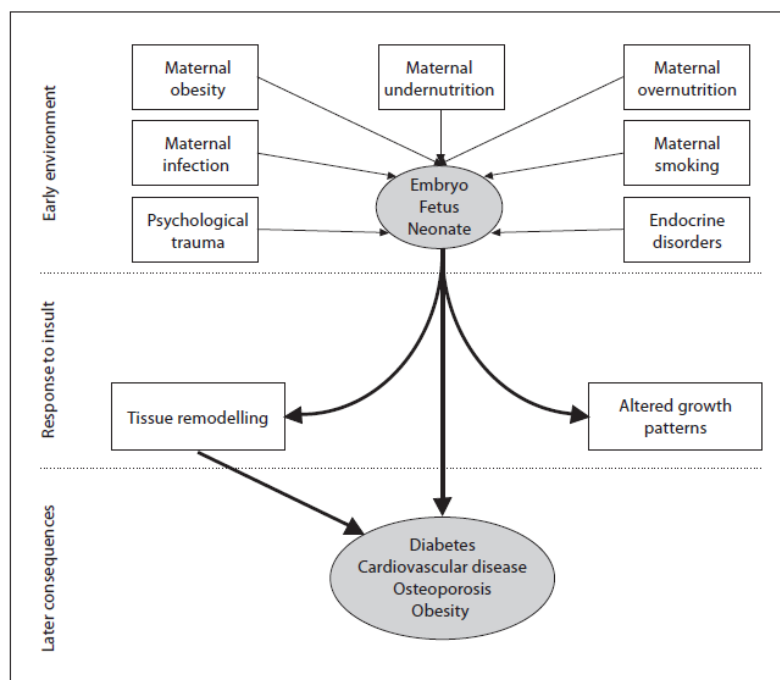 Early environment
Maternal
obesity
Maternal
undernutrition
Maternal
overnutrition
Maternal
infection
Maternal
smoking
Psychological
trauma
Endocrine
disorders
Embryo
Fetus
Neonate
Response to insult
Tissue remodelling
Altered growth
patterns
Later consequences
Diabetes
Cardiovascular disease
Osteoporosis
Obesity